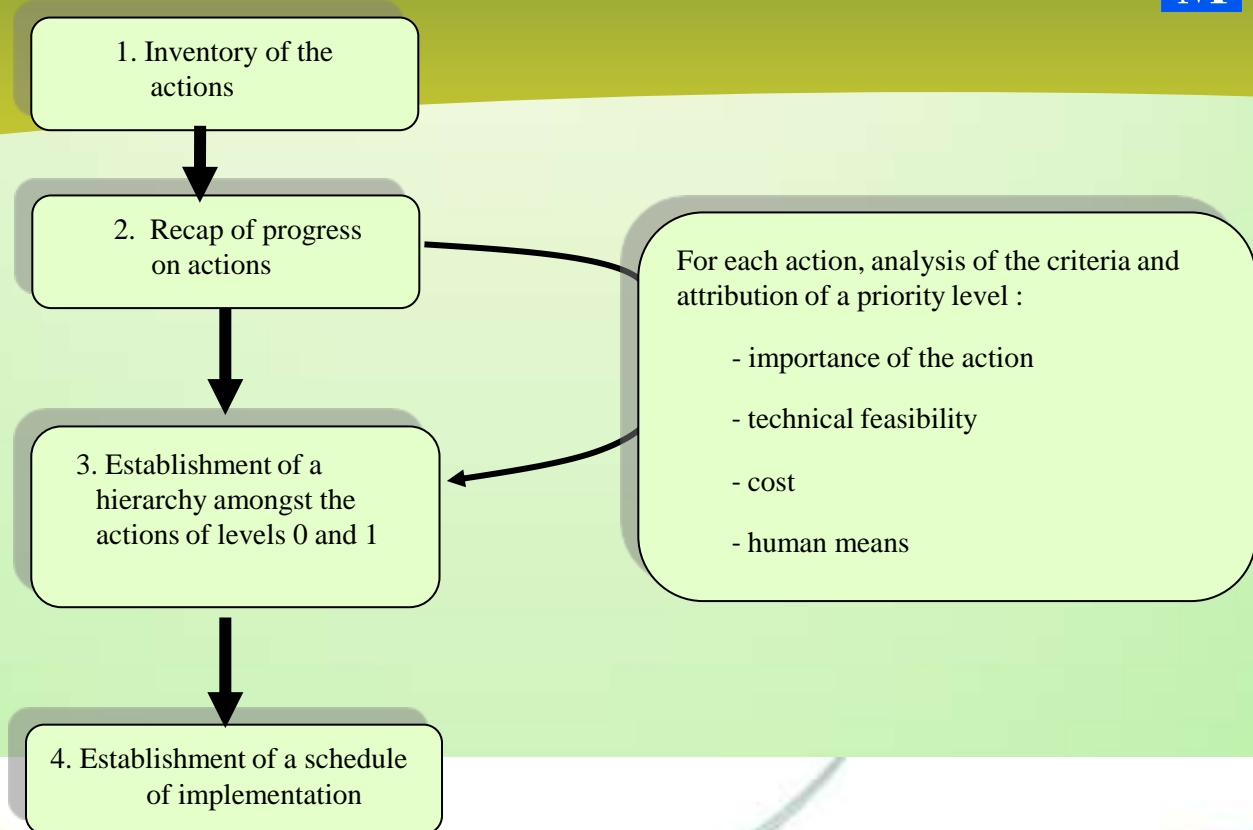 1. Inventory of the
actions
2. Recap of progress
on actions
For each action, analysis of the criteria and
attribution of a priority level :
- importance of the action
- technical feasibility
- cost
- human means
3. Establishment of a
hierarchy amongst the
actions of levels 0 and 1
4. Establishment of a schedule
of implementation